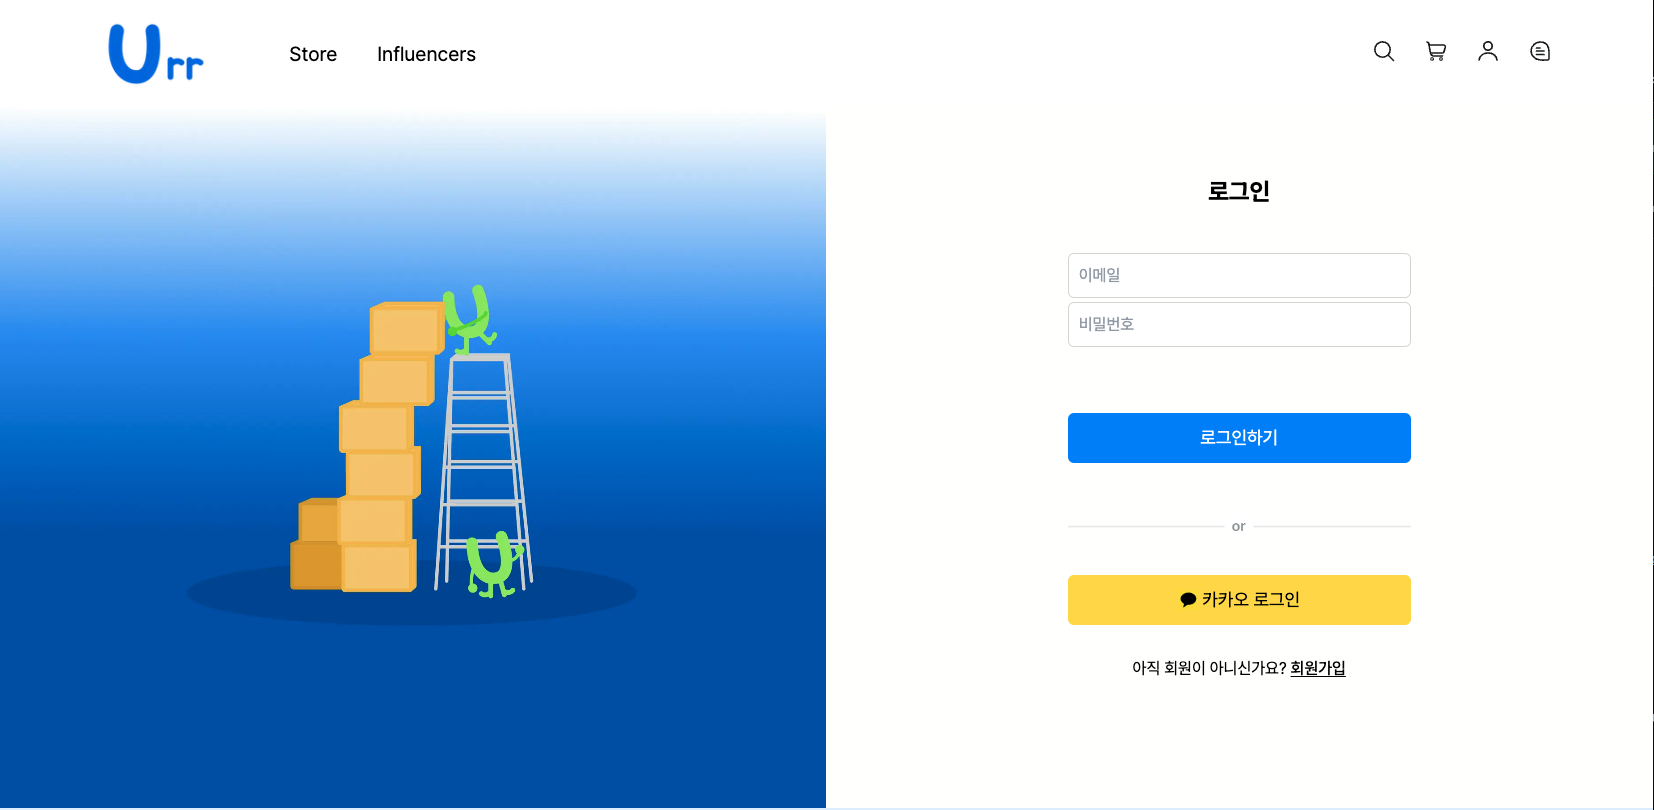 Urr
Store
Influencers
로그인
이메일
비밀번호
로그인하기
or
카카오 로그인
아직 회원이 아니신가요? 회원가입